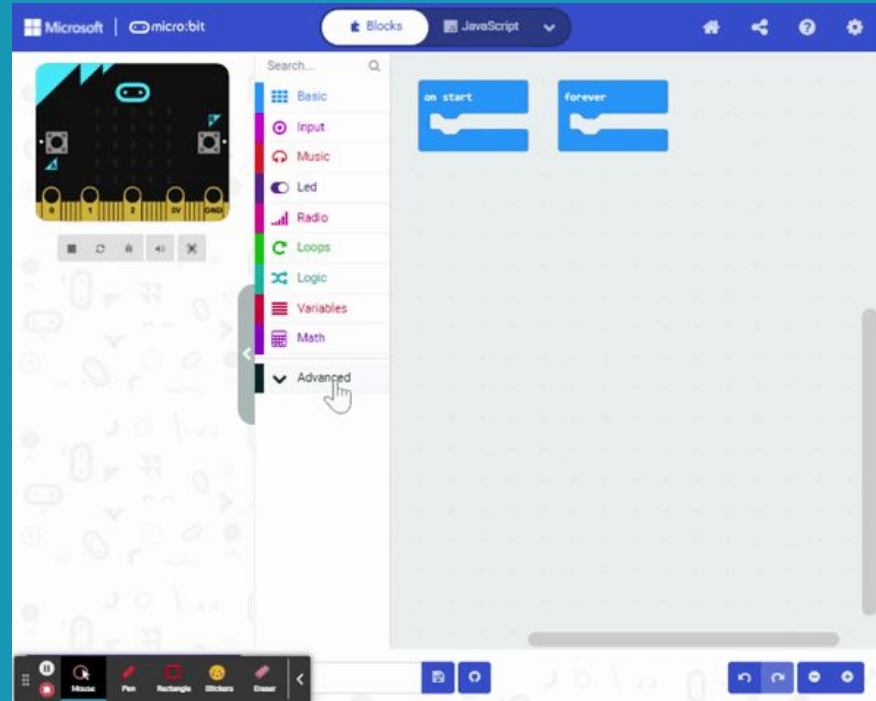 Microsoft | micro:bit
Blocks
JavaScript
Search...
Basic
Input
Music
Led
Radio
Loops
Logic
Variables
Math
Advanced
on start
forever
0 1 2 3V GND
A
B
Mouse
Pen
Rectangle
Stickers
Eraser